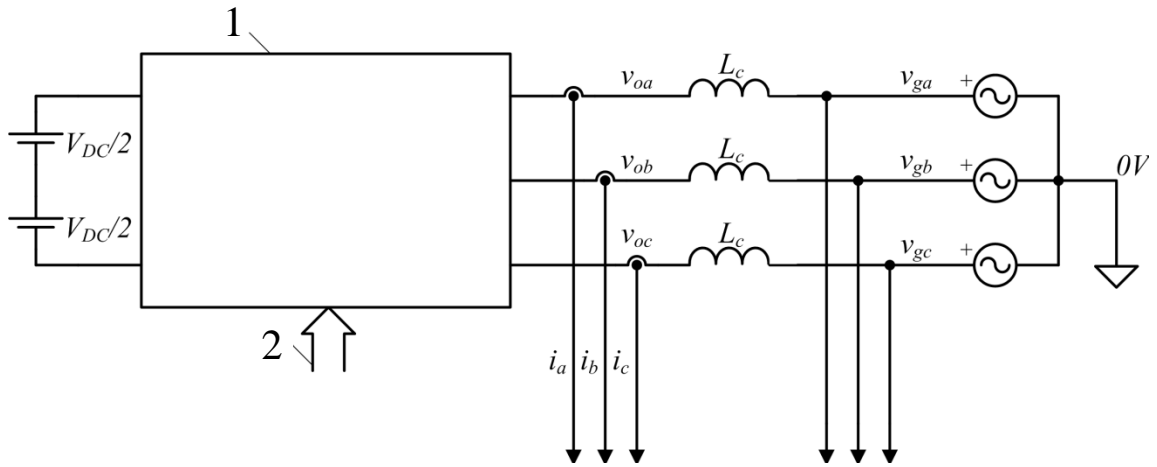 1
v_oa L_c v_ga +
V_DC/2
v_ob L_c v_gb + 0V
V_DC/2
v_oc L_c v_gc +
2
i_a i_b i_c